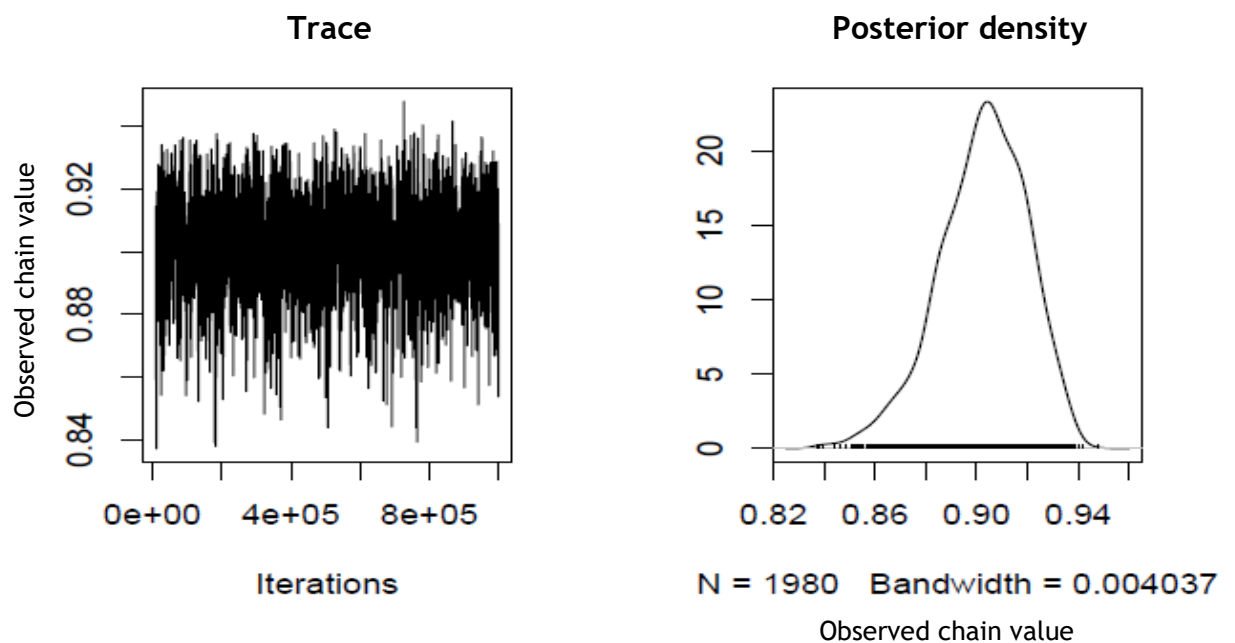 Trace
Observed chain value
0.92
0.88
0.84
0e+00 4e+05 8e+05
Iterations
Posterior density
20
15
10
5
0
0.82 0.86 0.90 0.94
N = 1980 Bandwidth = 0.004037
Observed chain value